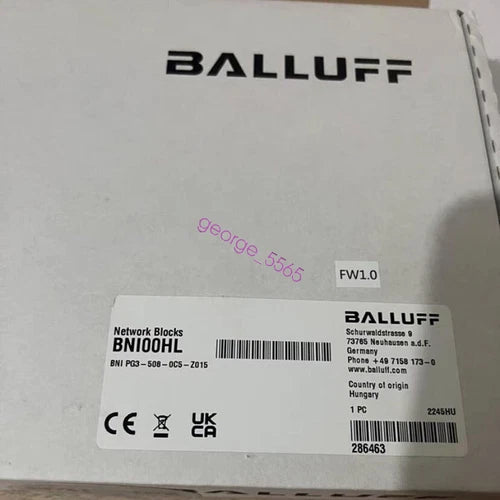 BALLUFF
george_5565
FW1.0
Network Blocks
BNI00HL
BNI PG3-508-0C5-Z015
CE
UK
CA
BALLUFF
Schurwaldstrasse 9
73765 Neuhausen a.d.F.
Germany
Phone +49 7158 173-0
www.balluff.com
Country of origin
Hungary
1 PC 2245HU
286463